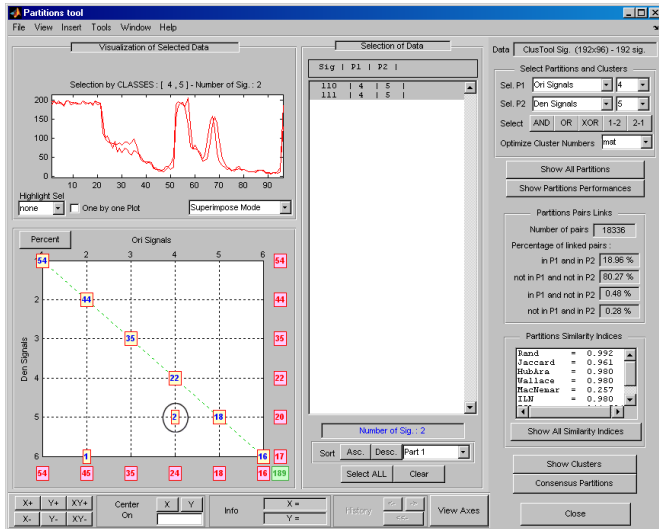 Partitions tool
File View Insert Tools Window Help
Visualization of Selected Data
Selection by CLASSES : [ 4 , 5 ] - Number of Sig. : 2
200
150
100
50
0
10 20 30 40 50 60 70 80 90
Highlight Sel
none
One by one Plot
Superimpose Mode
Percent
Ori Signals
2 3 4 5 6
54 54
2 44 44
3 35 35
Den Signals
4 22 22
5 2 18 20
6 1 16 17
54 45 35 24 18 16 189
Selection of Data
Sig | P1 | P2 |
110 | 4 | 5 |
111 | 4 | 5 |
Number of Sig. : 2
Sort Asc. Desc. Part 1
Select ALL Clear
Data ClusTool Sig. (192x96) - 192 sig.
Select Partitions and Clusters
Sel. P1 Ori Signals 4
Sel. P2 Den Signals 5
Select AND OR XOR 1-2 2-1
Optimize Cluster Numbers mat
Show All Partitions
Show Partitions Performances
Partitions Pairs Links
Number of pairs 18336
Percentage of linked pairs :
in P1 and in P2 18.96 %
not in P1 and not in P2 80.27 %
in P1 and not in P2 0.48 %
not in P1 and in P2 0.28 %
Partitions Similarity Indices
Rand = 0.992
Jaccard = 0.961
HubAra = 0.980
Wallace = 0.980
MacNemar = 0.257
ILN = 0.980
Show All Similarity Indices
Show Clusters
Consensus Partitions
Close
X+ Y+ XY+
X- Y- XY-
Center
On
X Y
Info
X =
Y =
History
<- ->
<<-
View Axes